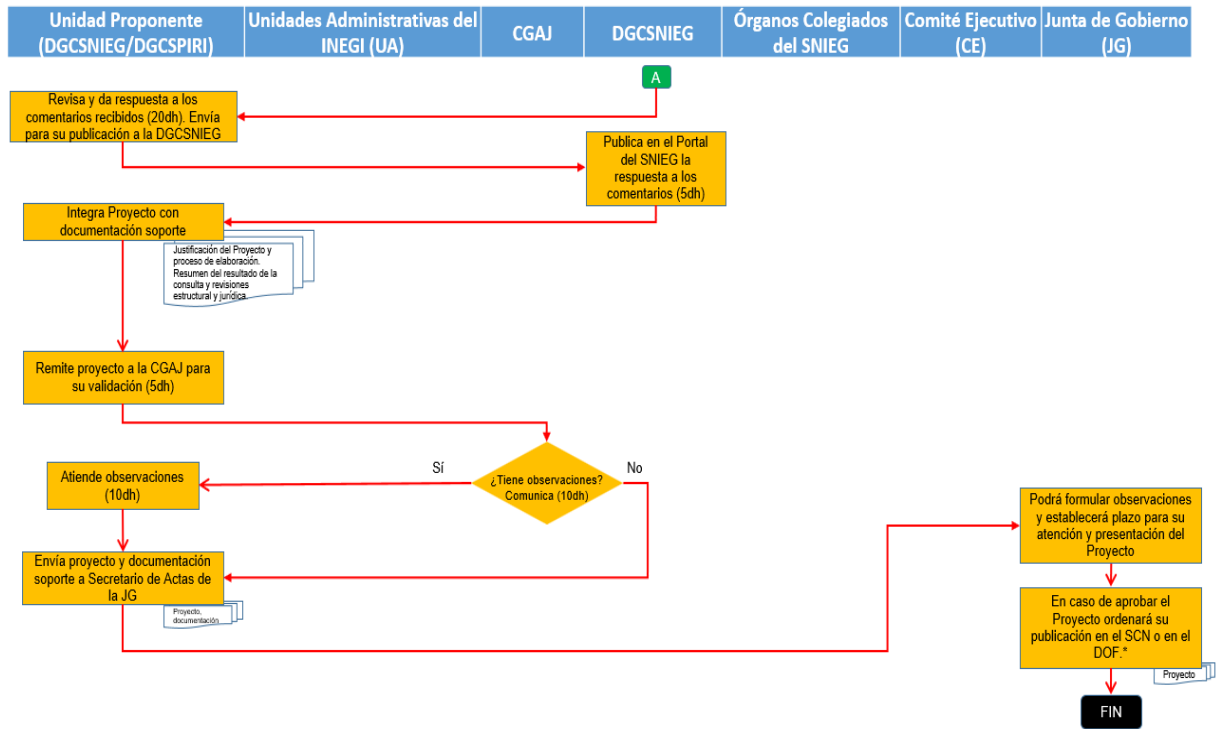 Unidad Proponente
(DGCSNIEG/DGCSPIRI)
Unidades Administrativas del
INEGI (UA)
CGAJ
DGCSNIEG
Órganos Colegiados
del SNIEG
Comité Ejecutivo
(CE)
Junta de Gobierno
(JG)
A
Revisa y da respuesta a los
comentarios recibidos (20dh). Envía
para su publicación a la DGCSNIEG
Publica en el Portal
del SNIEG la
respuesta a los
comentarios (5dh)
Integra Proyecto con
documentación soporte
Justificación del Proyecto y
proceso de elaboración.
Resumen del resultado de la
consulta y revisiones
estructural y jurídica.
Remite proyecto a la CGAJ para
su validación (5dh)
¿Tiene observaciones?
Comunica (10dh)
Sí
No
Atiende observaciones
(10dh)
Envía proyecto y documentación
soporte a Secretario de Actas de
la JG
Proyecto,
documentación
Podrá formular observaciones
y establecerá plazo para su
atención y presentación del
Proyecto
En caso de aprobar el
Proyecto ordenará su
publicación en el SCN o en el
DOF.*
Proyecto
FIN